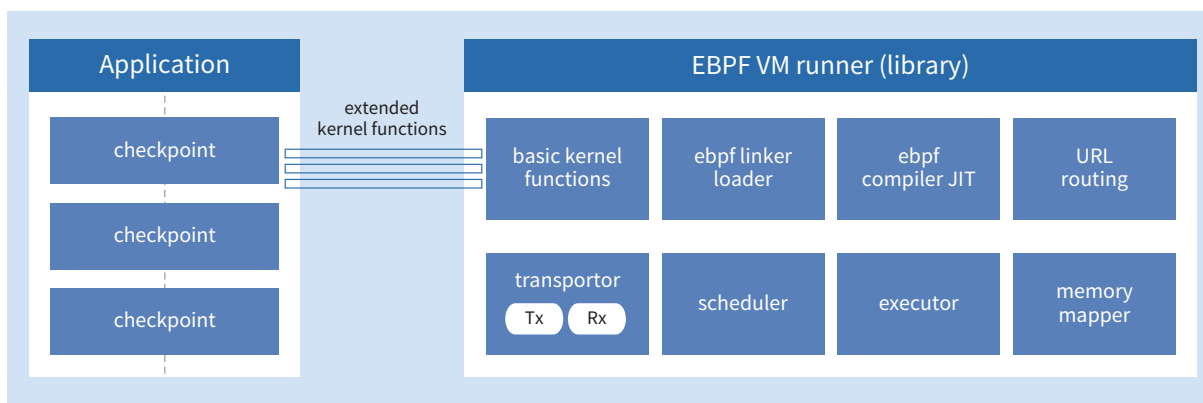 Application
EBPF VM runner (library)
extended
kernel functions
checkpoint
checkpoint
checkpoint
basic kernel
functions
ebpf linker
loader
ebpf
compiler JIT
URL
routing
transportor
Tx
Rx
scheduler
executor
memory
mapper